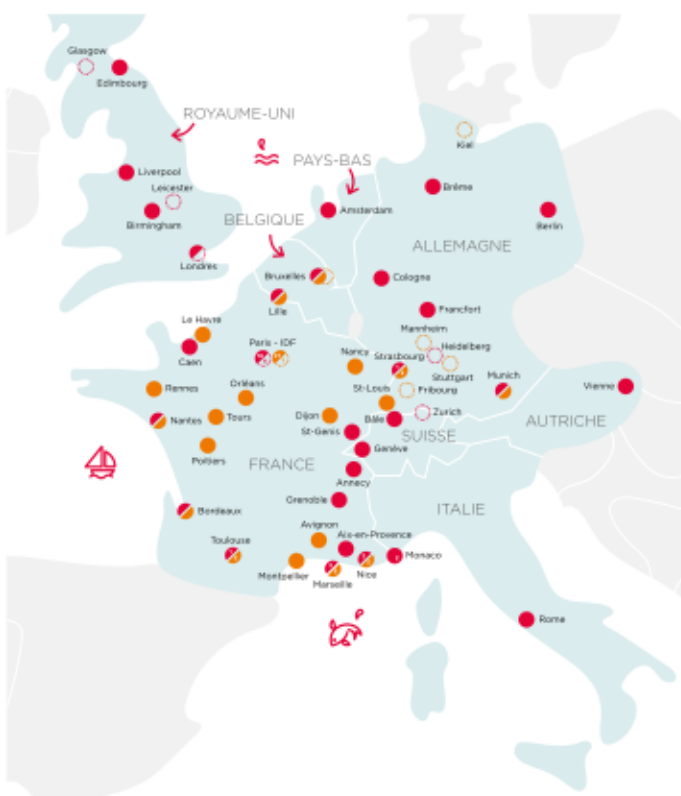 Glasgow
Edimbourg
ROYAUME-UNI
PAYS-BAS
Kiel
Liverpool
Leicester
Brême
Birmingham
Amsterdam
Berlin
BELGIQUE
ALLEMAGNE
Londres
Bruxelles
Cologne
Lille
Francfort
Le Havre
Mannheim
Caen
Paris - IDF
Nancy
Strasbourg
Heidelberg
Stuttgart
Munich
Rennes
Orléans
St-Louis
Fribourg
Vienne
Nantes
Tours
Dijon
Bâle
Zurich
AUTRICHE
St-Genis
SUISSE
Poitiers
Genève
FRANCE
Annecy
Grenoble
ITALIE
Bordeaux
Avignon
Toulouse
Aix-en-Provence
Monaco
Montpellier
Marseille
Nice
Rome